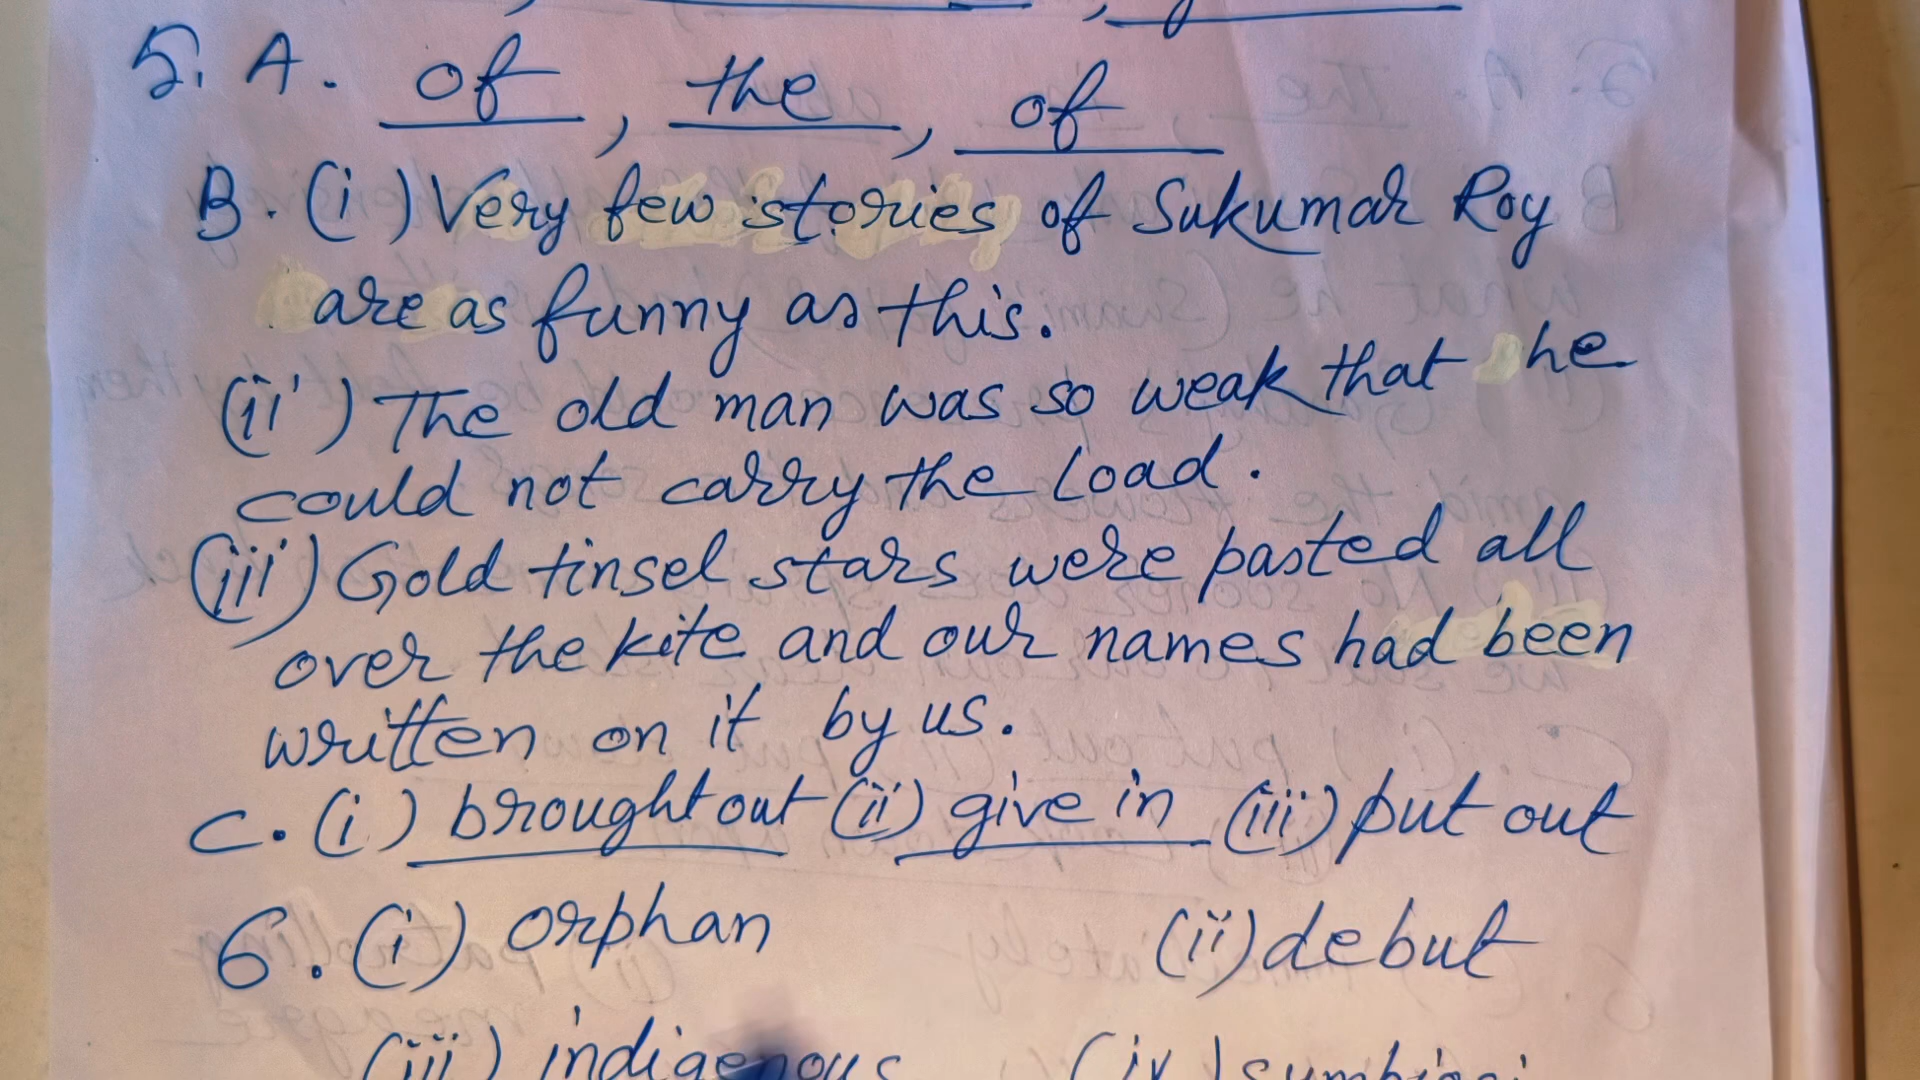 5. A. of, the, of
B. (i) Very few stories of Sukumar Roy
are as funny as this.
(ii) The old man was so weak that he
could not carry the load.
(iii) Gold tinsel stars were pasted all
over the kite and our names had been
written on it by us.
C. (i) brought out (ii) give in (iii) put out
6. (i) orphan (ii) debut
(iii) indigenous (iv)